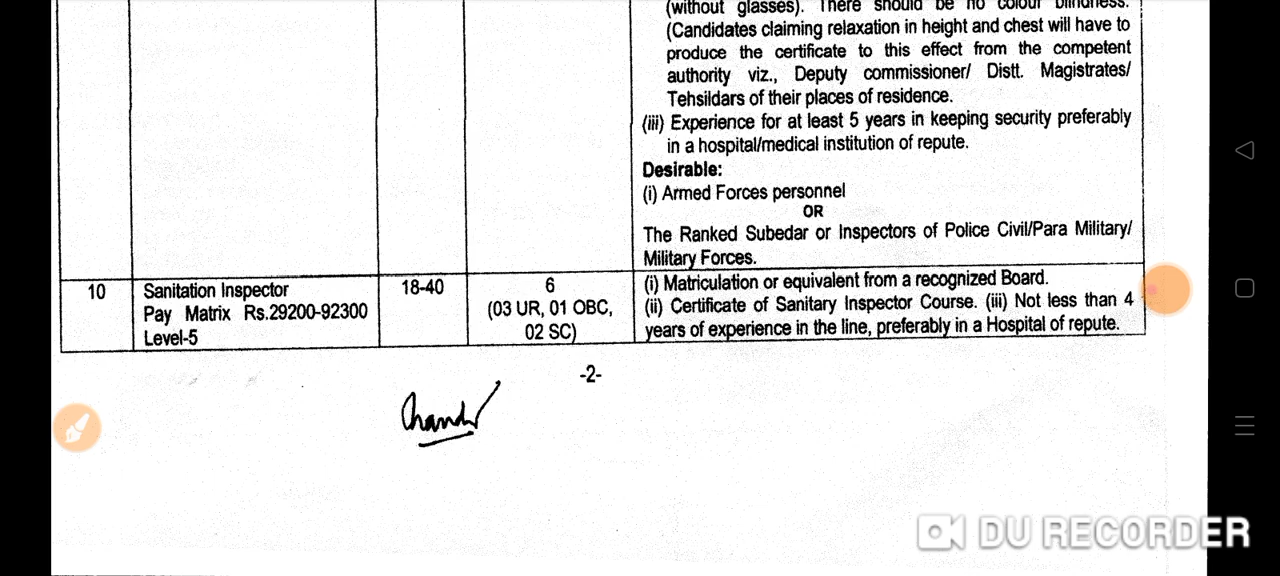 (without glasses). There should be no colour blindness.
(Candidates claiming relaxation in height and chest will have to
produce the certificate to this effect from the competent
authority viz., Deputy commissioner/ Distt. Magistrates/
Tehsildars of their places of residence.
(iii) Experience for at least 5 years in keeping security preferably
in a hospital/medical institution of repute.
Desirable:
(i) Armed Forces personnel
OR
The Ranked Subedar or Inspectors of Police Civil/Para Military/
Military Forces.
10
Sanitation Inspector
Pay Matrix Rs.29200-92300
Level-5
18-40
6
(03 UR, 01 OBC,
02 SC)
(i) Matriculation or equivalent from a recognized Board.
(ii) Certificate of Sanitary Inspector Course. (iii) Not less than 4
years of experience in the line, preferably in a Hospital of repute.
-2-
DU RECORDER